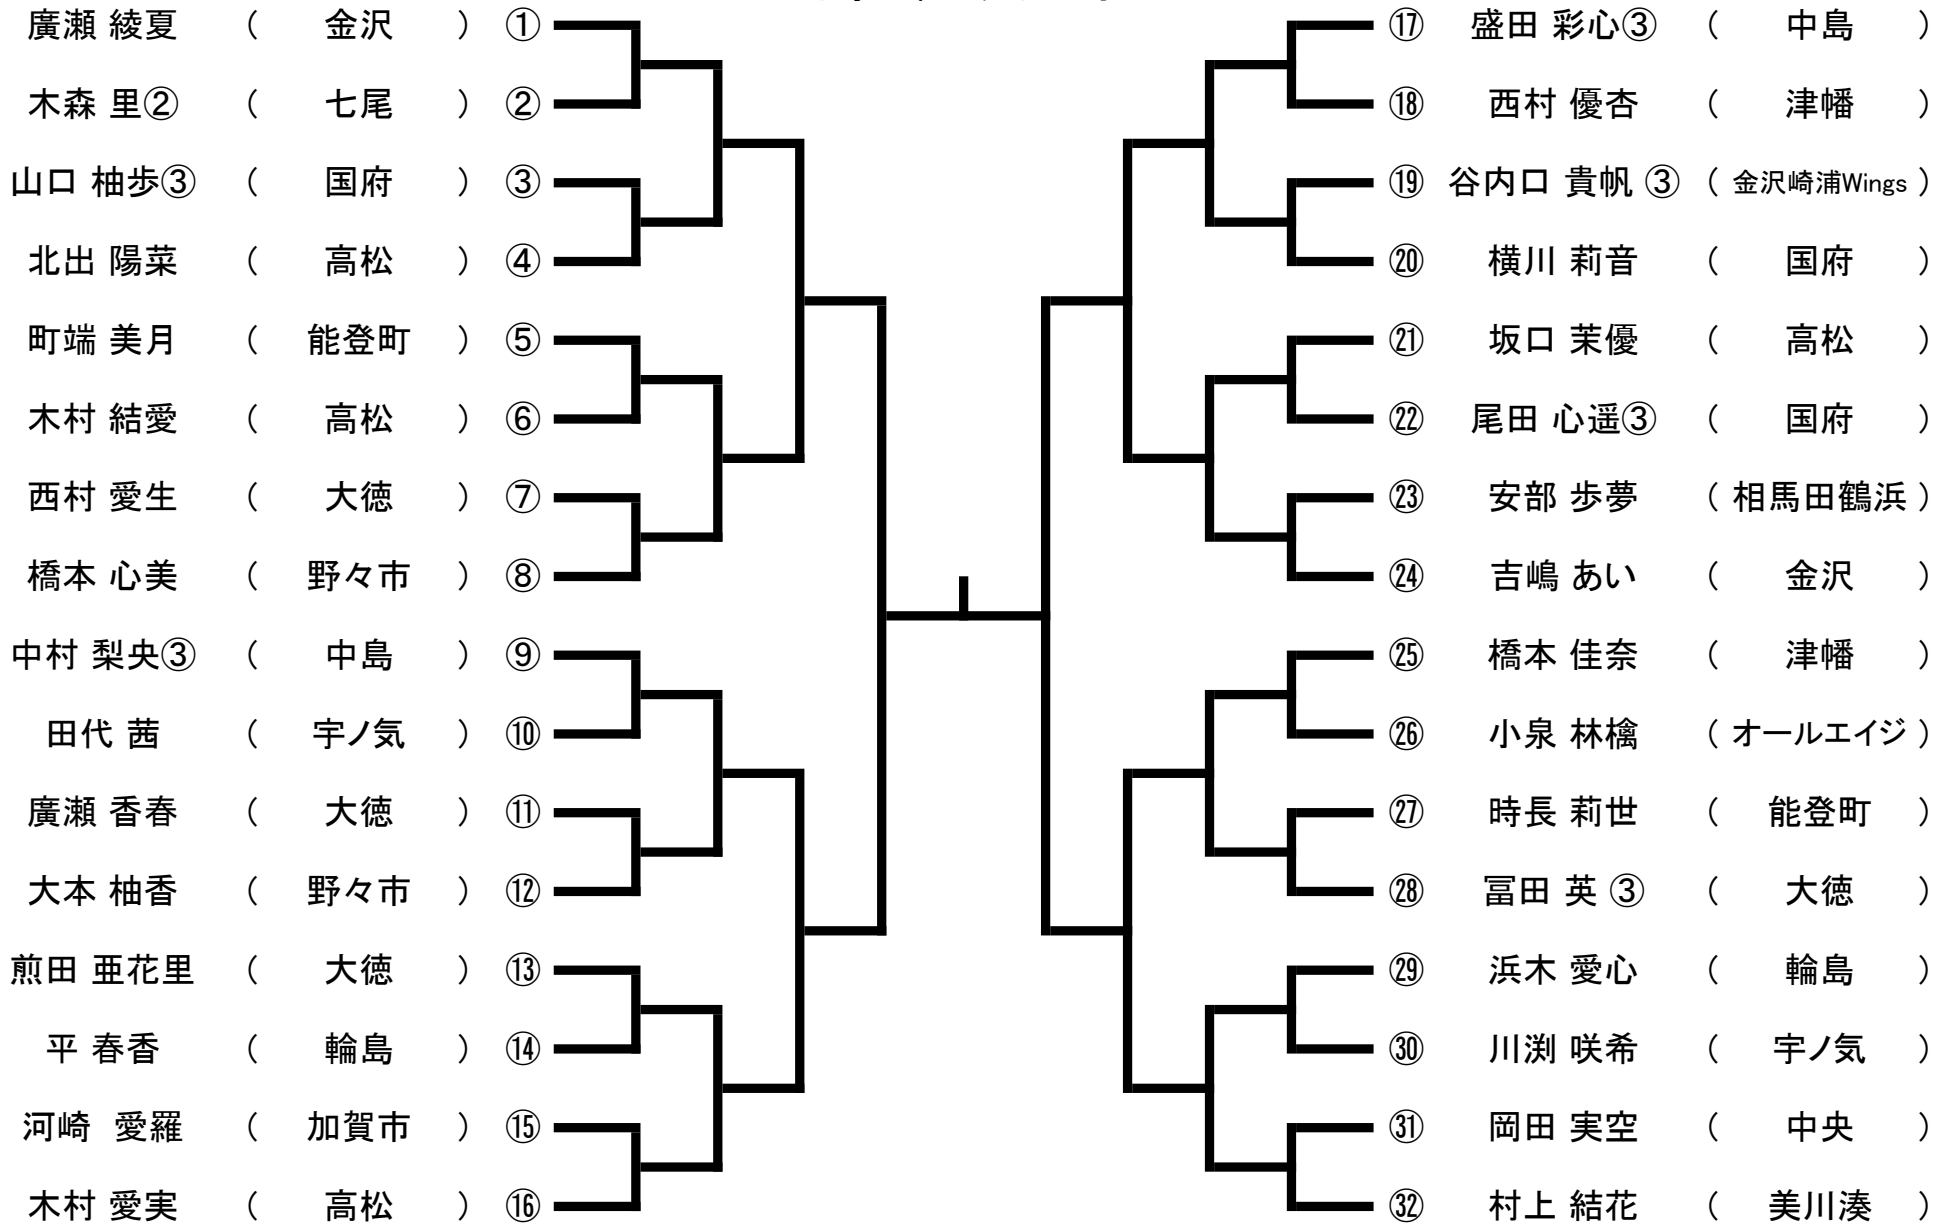 廣瀬 綾夏 ( 金沢 ) ①
木森 里② ( 七尾 ) ②
山口 柚歩③ ( 国府 ) ③
北出 陽菜 ( 高松 ) ④
町端 美月 ( 能登町 ) ⑤
木村 結愛 ( 高松 ) ⑥
西村 愛生 ( 大徳 ) ⑦
橋本 心美 ( 野々市 ) ⑧
中村 梨央③ ( 中島 ) ⑨
田代 茜 ( 宇ノ気 ) ⑩
廣瀬 香春 ( 大徳 ) ⑪
大本 柚香 ( 野々市 ) ⑫
煎田 亜花里 ( 大徳 ) ⑬
平 春香 ( 輪島 ) ⑭
河崎 愛羅 ( 加賀市 ) ⑮
木村 愛実 ( 高松 ) ⑯
⑰ 盛田 彩心③ ( 中島 )
⑱ 西村 優杏 ( 津幡 )
⑲ 谷内口 貴帆 ③ ( 金沢崎浦Wings )
⑳ 横川 莉音 ( 国府 )
㉑ 坂口 茉優 ( 高松 )
㉒ 尾田 心遥③ ( 国府 )
㉓ 安部 歩夢 ( 相馬田鶴浜 )
㉔ 吉嶋 あい ( 金沢 )
㉕ 橋本 佳奈 ( 津幡 )
㉖ 小泉 林檎 ( オールエイジ )
㉗ 時長 莉世 ( 能登町 )
㉘ 冨田 英 ③ ( 大徳 )
㉙ 浜木 愛心 ( 輪島 )
㉚ 川渕 咲希 ( 宇ノ気 )
㉛ 岡田 実空 ( 中央 )
㉜ 村上 結花 ( 美川湊 )